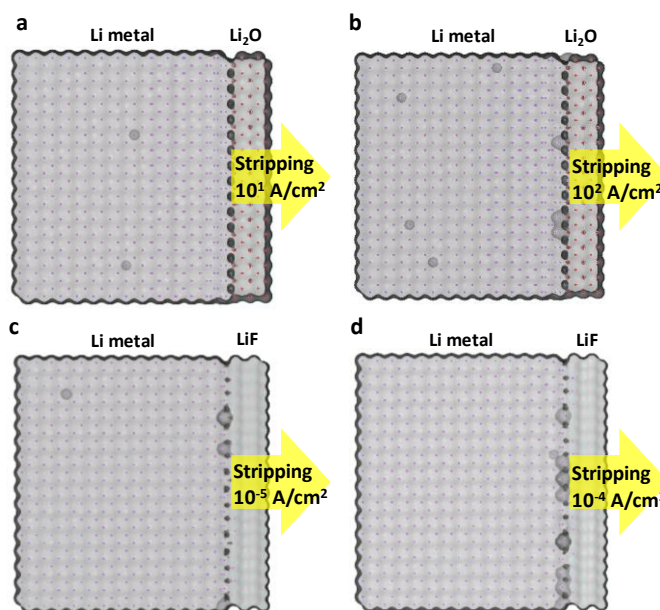 a
Li metal Li₂O
Stripping
10¹ A/cm²
b
Li metal Li₂O
Stripping
10² A/cm²
c
Li metal LiF
Stripping
10⁻⁵ A/cm²
d
Li metal LiF
Stripping
10⁻⁴ A/cm